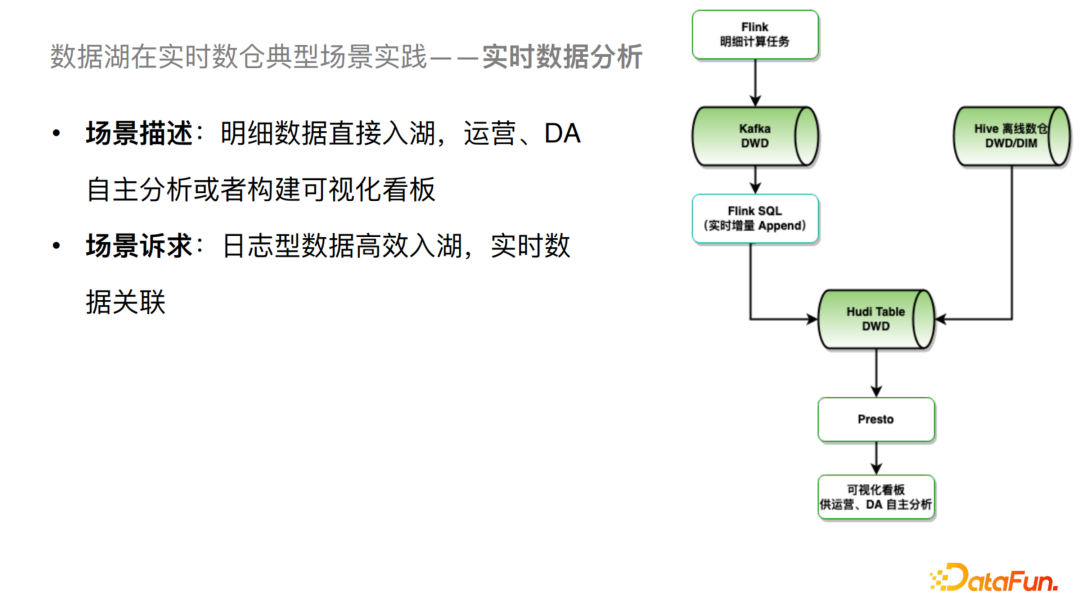 数据湖在实时数仓典型场景实践——实时数据分析
• 场景描述：明细数据直接入湖，运营、DA
自主分析或者构建可视化看板
• 场景诉求：日志型数据高效入湖，实时数
据关联
Flink
明细计算任务
Kafka
DWD
Hive 离线数仓
DWD/DIM
Flink SQL
（实时增量 Append）
Hudi Table
DWD
Presto
可视化看板
供运营、DA 自主分析
DataFun.